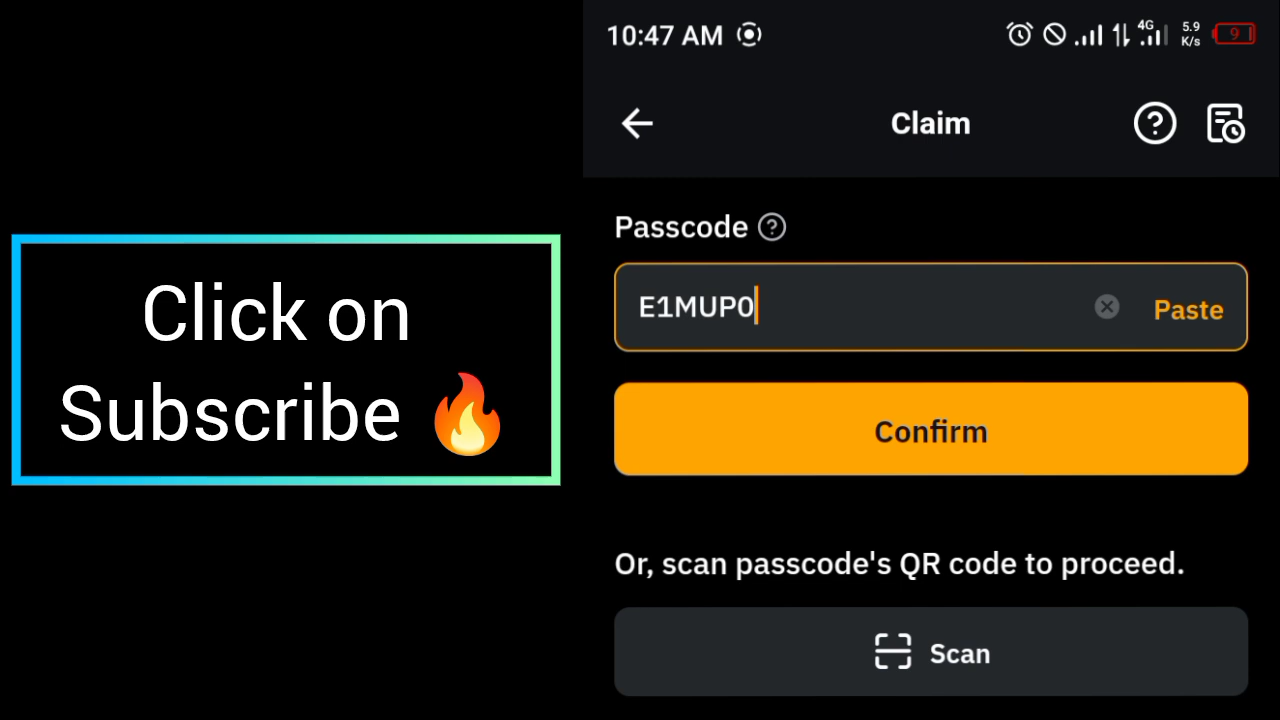 Click on
Subscribe 🔥
10:47 AM
4G
5.9
K/s
9
Claim
Passcode
E1MUP0
Paste
Confirm
Or, scan passcode's QR code to proceed.
Scan